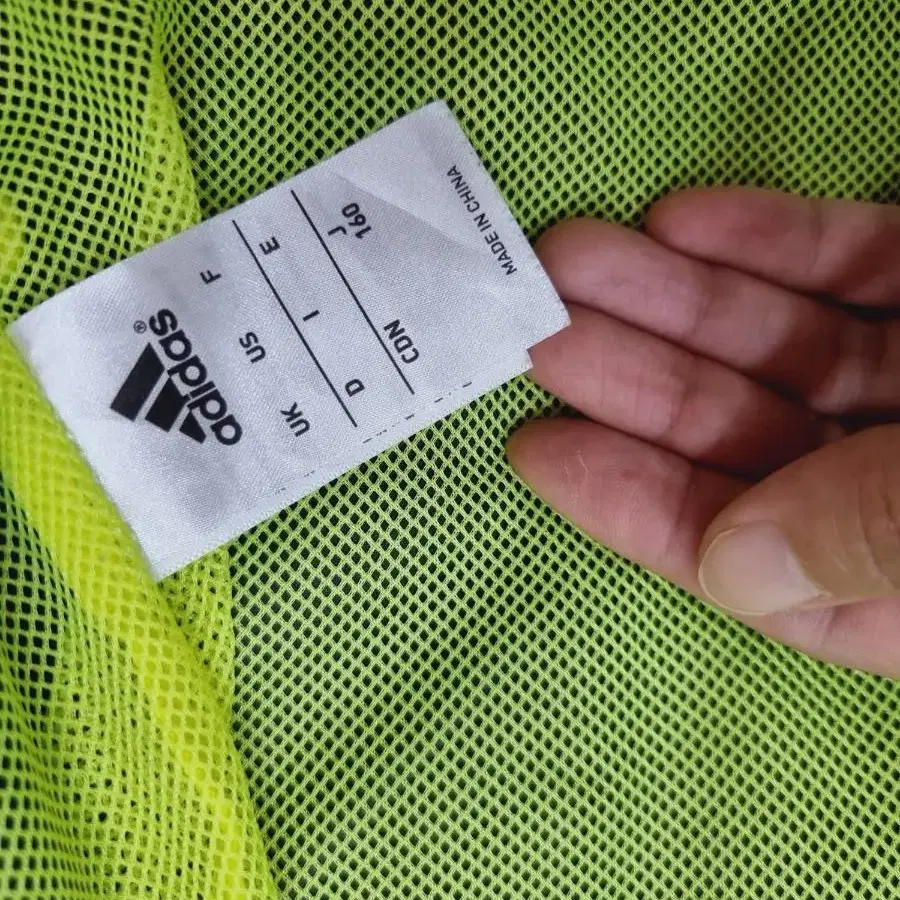 adidas®
UK US F
D I E
CDN J
160
MADE IN CHINA